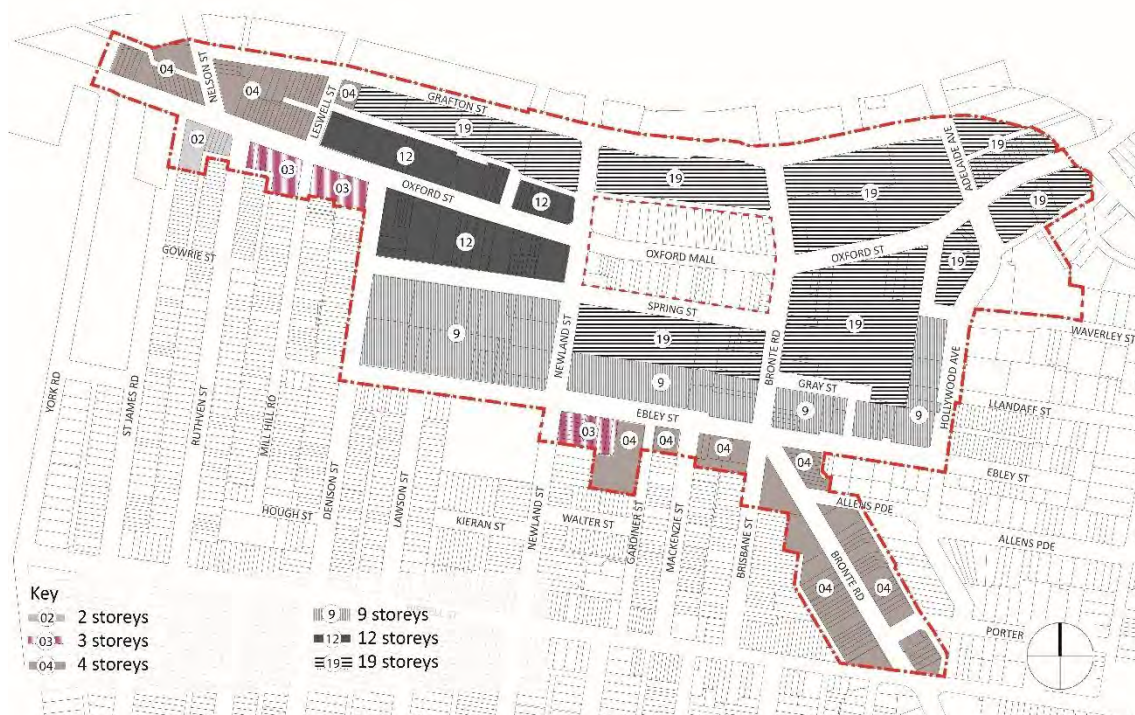 NELSON ST
04
04
LESWELL ST
04
GRAFTON ST
19
02
03
03
12
OXFORD ST
12
12
19
19
ADELAIDE AVE
19
19
OXFORD MALL
OXFORD ST
19
GOWRIE ST
9
NEWLAND ST
SPRING ST
19
BRONTE RD
19
WAVERLEY ST
9
GRAY ST
9
9
HOLLYWOOD AVE
LLANDAFF ST
YORK RD
ST JAMES RD
RUTHVEN ST
MILL HILL RD
EBLEY ST
03
04
04
04
04
EBLEY ST
DENISON ST
LAWSON ST
HOUGH ST
KIERAN ST
NEWLAND ST
WALTER ST
GARDINER ST
MACKENZIE ST
BRISBANE ST
ALLENS PDE
ALLENS PDE
BRONTE RD
04
04
PORTER
Key
02 2 storeys
03 3 storeys
04 4 storeys
9 9 storeys
12 12 storeys
19 19 storeys